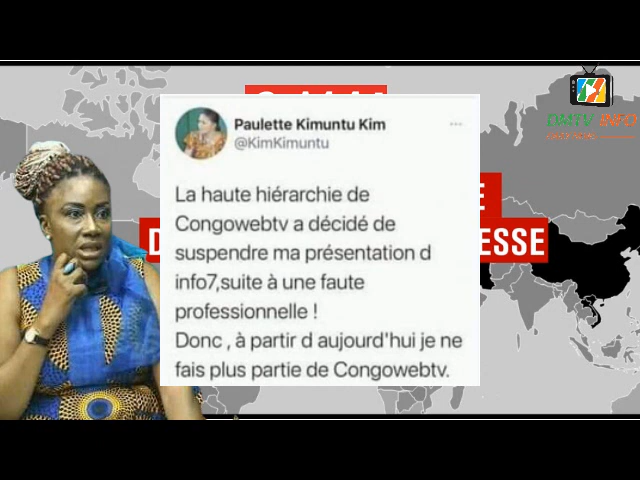 DMTV INFO
Paulette Kimuntu Kim
@KimKimuntu
La haute hiérarchie de
Congowebtv a décidé de
suspendre ma présentation d
info7,suite à une faute
professionnelle !
Donc , à partir d aujourd'hui je ne
fais plus partie de Congowebtv.
E
D
ESSE